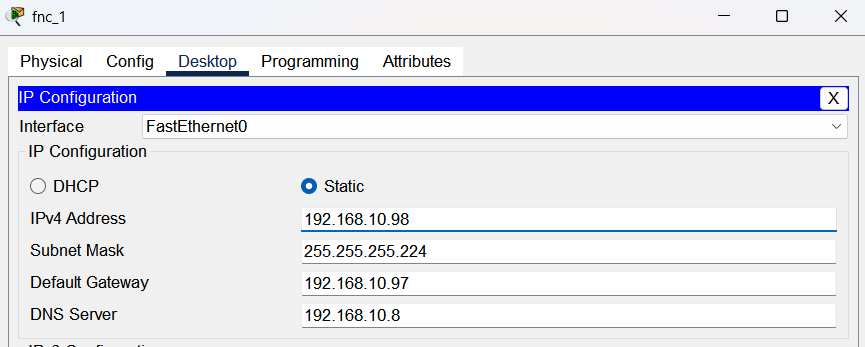 fnc_1
Physical Config Desktop Programming Attributes
IP Configuration X
Interface FastEthernet0
IP Configuration
DHCP Static
IPv4 Address 192.168.10.98
Subnet Mask 255.255.255.224
Default Gateway 192.168.10.97
DNS Server 192.168.10.8